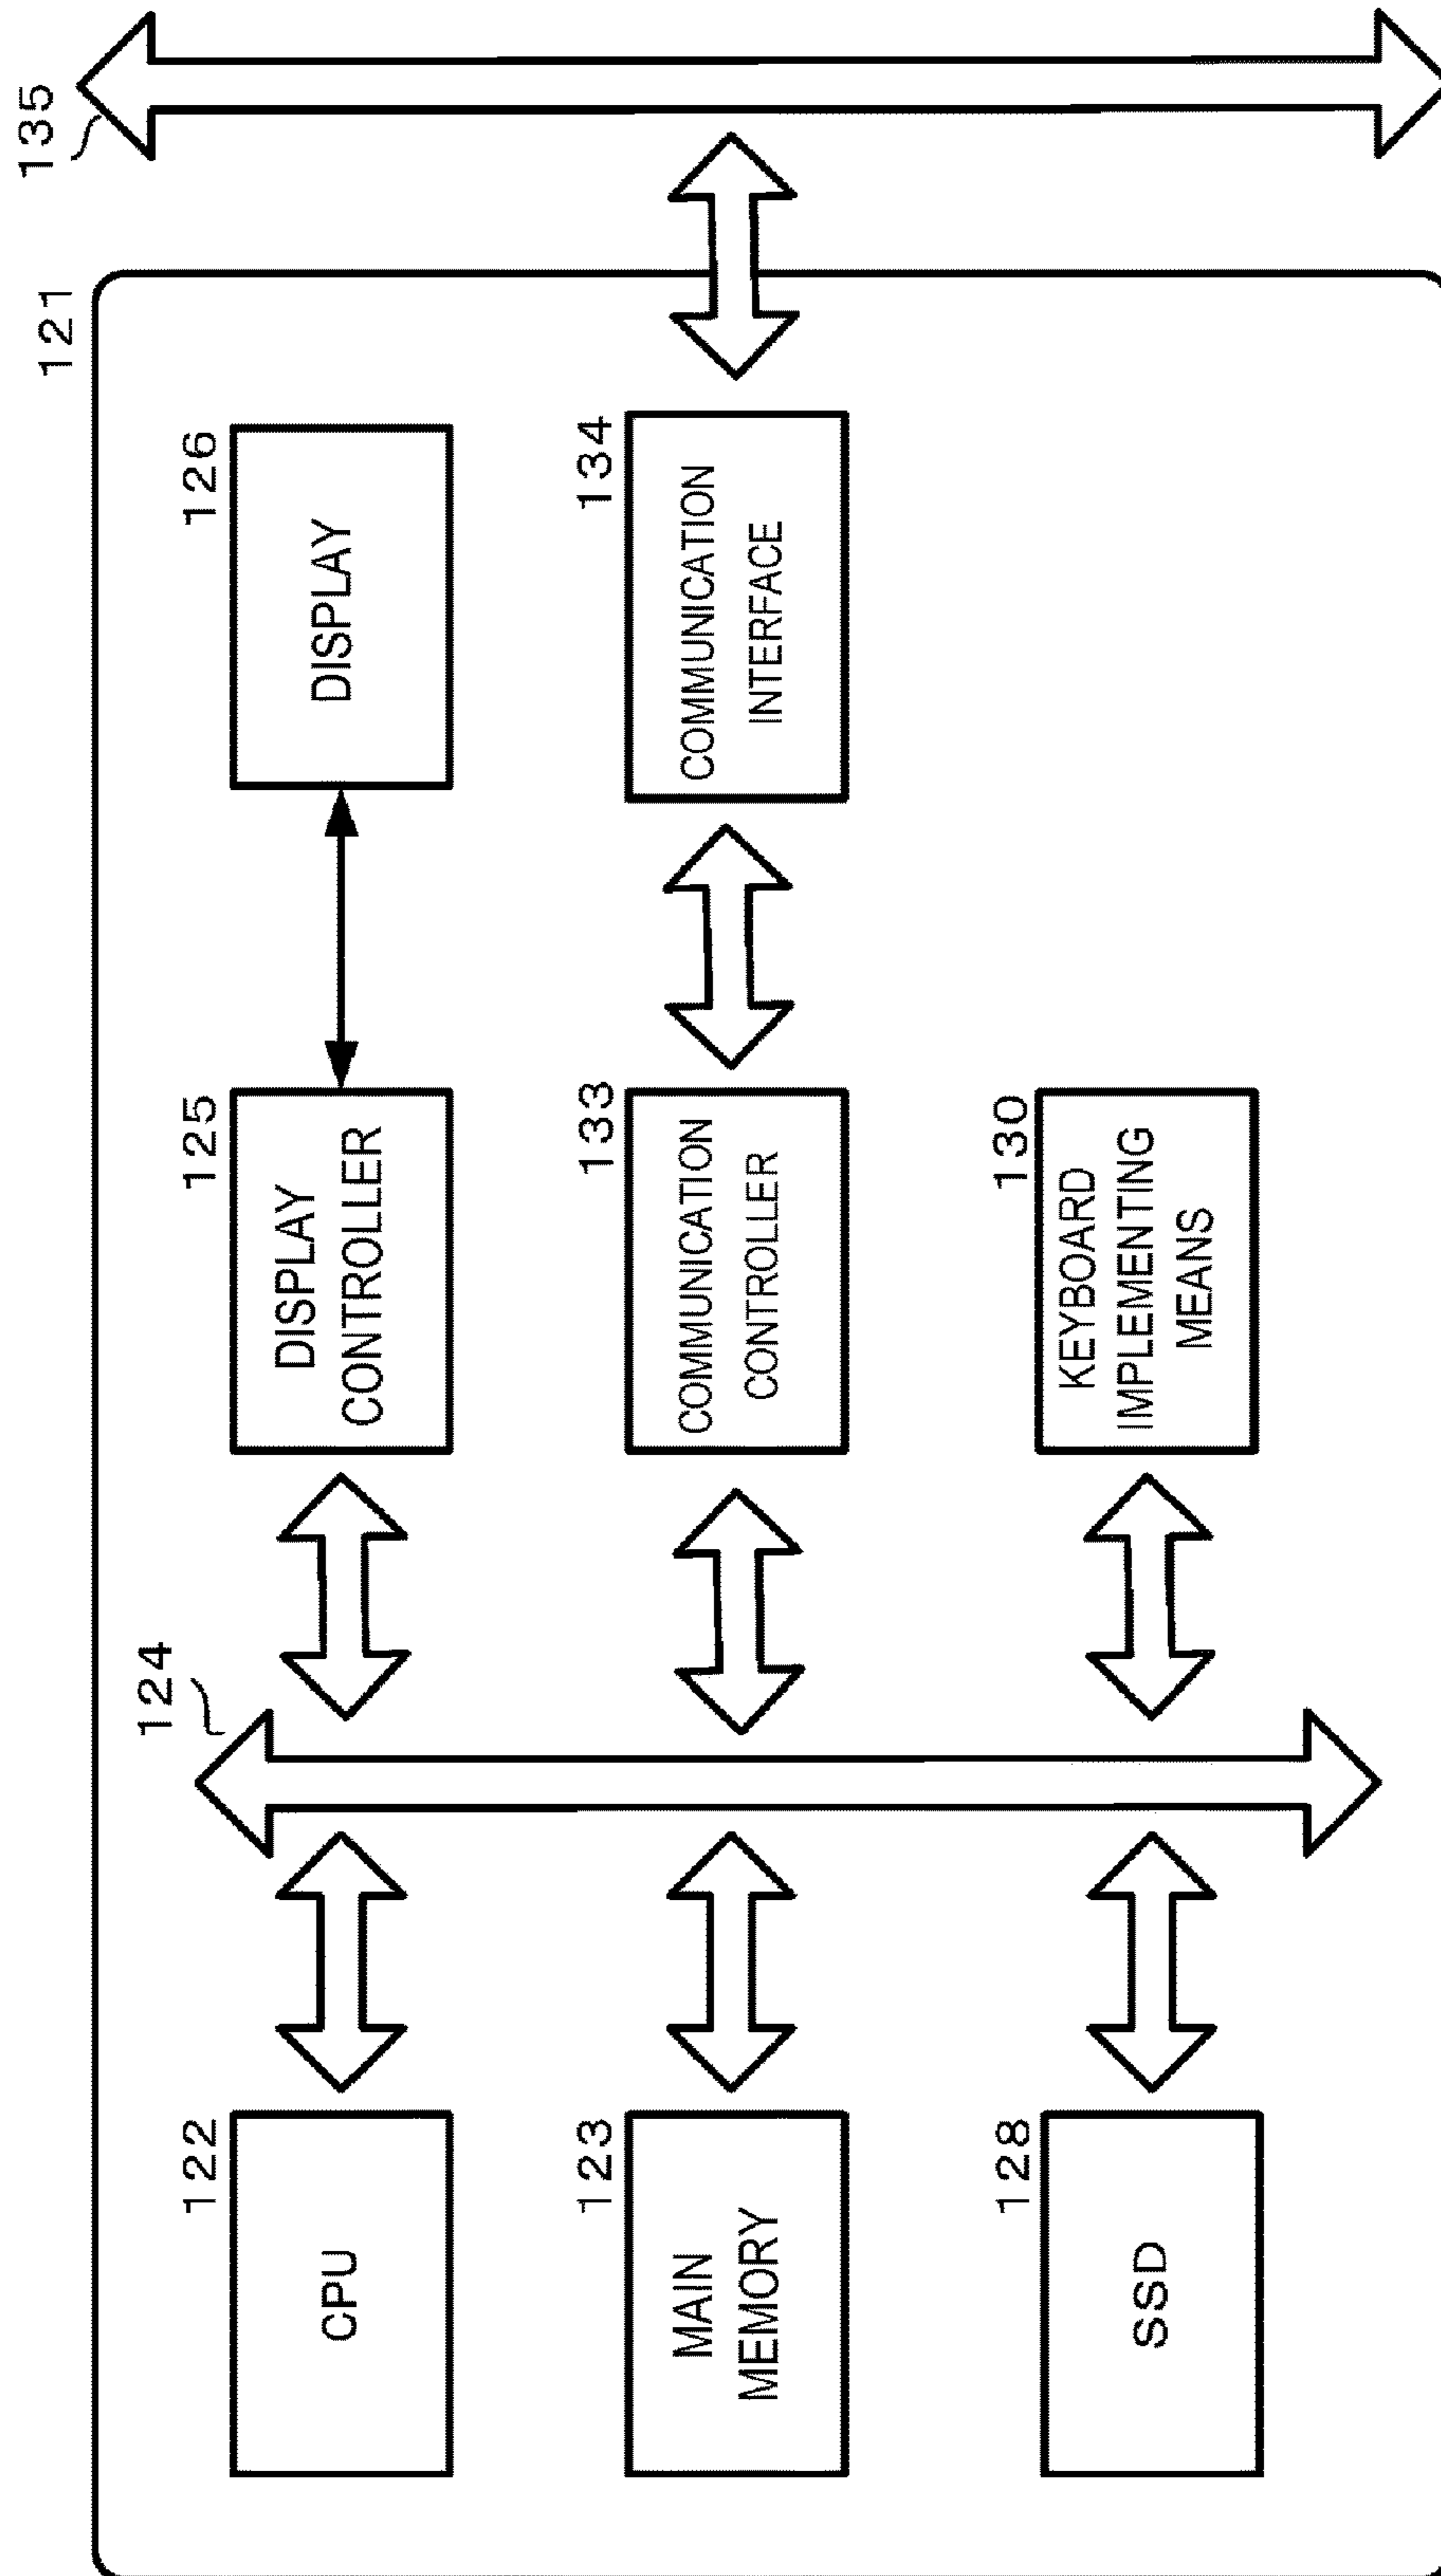 135
121
122
CPU
124
125
DISPLAY
CONTROLLER
126
DISPLAY
123
MAIN
MEMORY
133
COMMUNICATION
CONTROLLER
134
COMMUNICATION
INTERFACE
128
SSD
130
KEYBOARD
IMPLEMENTING
MEANS